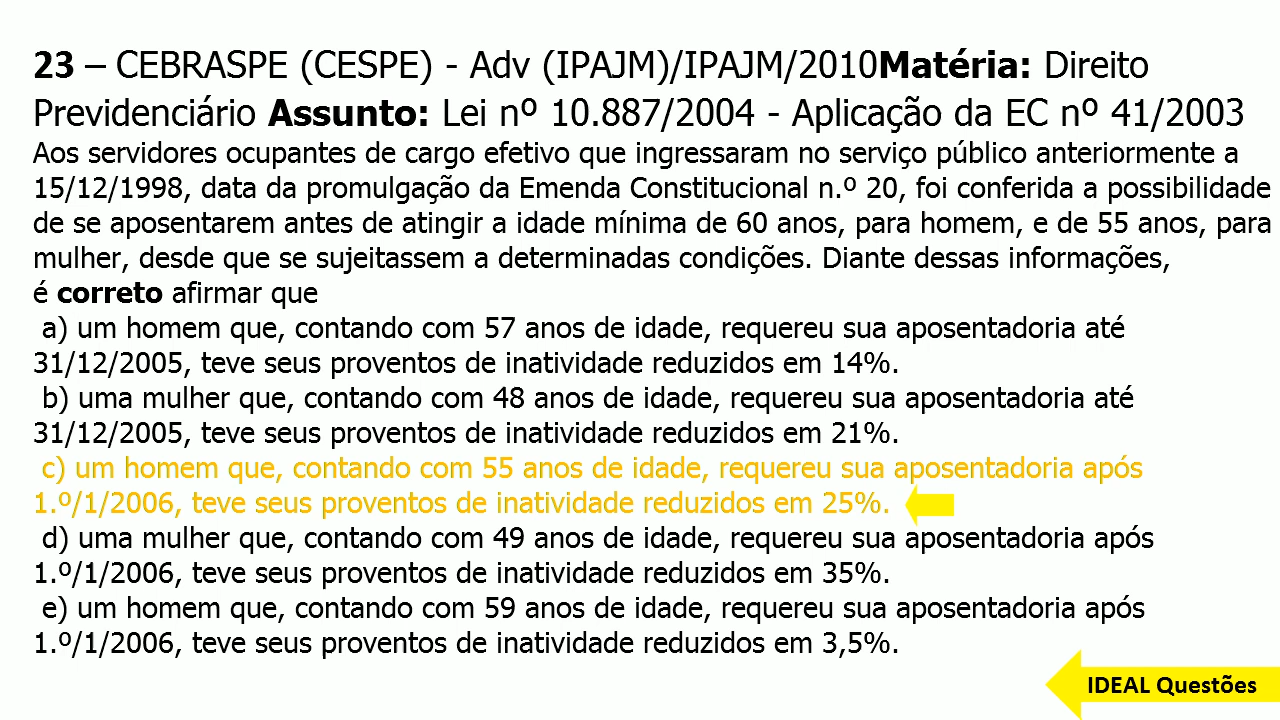 23 – CEBRASPE (CESPE) - Adv (IPAJM)/IPAJM/2010Matéria: Direito
Previdenciário Assunto: Lei nº 10.887/2004 - Aplicação da EC nº 41/2003
Aos servidores ocupantes de cargo efetivo que ingressaram no serviço público anteriormente a
15/12/1998, data da promulgação da Emenda Constitucional n.º 20, foi conferida a possibilidade
de se aposentarem antes de atingir a idade mínima de 60 anos, para homem, e de 55 anos, para
mulher, desde que se sujeitassem a determinadas condições. Diante dessas informações,
é correto afirmar que
a) um homem que, contando com 57 anos de idade, requereu sua aposentadoria até
31/12/2005, teve seus proventos de inatividade reduzidos em 14%.
b) uma mulher que, contando com 48 anos de idade, requereu sua aposentadoria até
31/12/2005, teve seus proventos de inatividade reduzidos em 21%.
c) um homem que, contando com 55 anos de idade, requereu sua aposentadoria após
1.º/1/2006, teve seus proventos de inatividade reduzidos em 25%.
d) uma mulher que, contando com 49 anos de idade, requereu sua aposentadoria após
1.º/1/2006, teve seus proventos de inatividade reduzidos em 35%.
e) um homem que, contando com 59 anos de idade, requereu sua aposentadoria após
1.º/1/2006, teve seus proventos de inatividade reduzidos em 3,5%.
IDEAL Questões